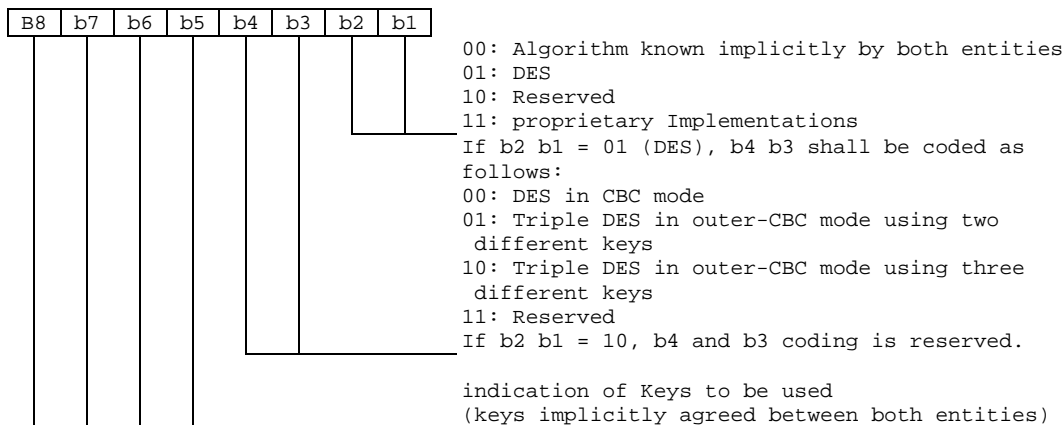 B8 b7 b6 b5 b4 b3 b2 b1
00: Algorithm known implicitly by both entities
01: DES
10: Reserved
11: proprietary Implementations
If b2 b1 = 01 (DES), b4 b3 shall be coded as
follows:
00: DES in CBC mode
01: Triple DES in outer-CBC mode using two
different keys
10: Triple DES in outer-CBC mode using three
different keys
11: Reserved
If b2 b1 = 10, b4 and b3 coding is reserved.
indication of Keys to be used
(keys implicitly agreed between both entities)